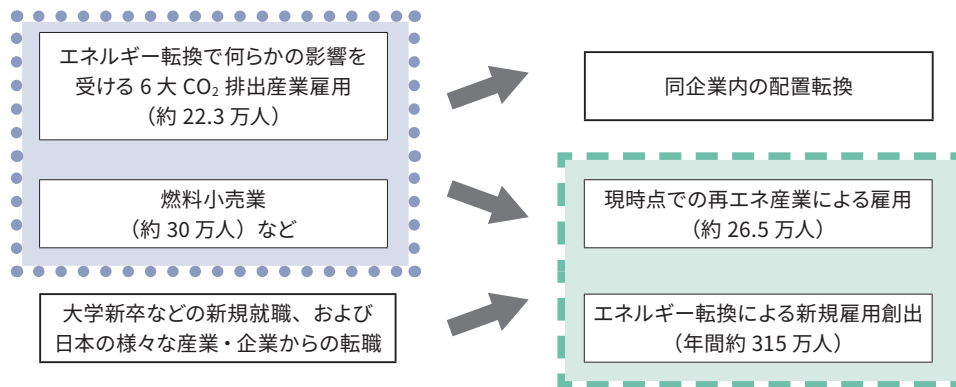 エネルギー転換で何らかの影響を
受ける 6 大 CO₂ 排出産業雇用
(約 22.3 万人)
燃料小売業
(約 30 万人) など
大学新卒などの新規就職、および
日本の様々な産業・企業からの転職
同企業内の配置転換
現時点での再エネ産業による雇用
(約 26.5 万人)
エネルギー転換による新規雇用創出
(年間約 315 万人)